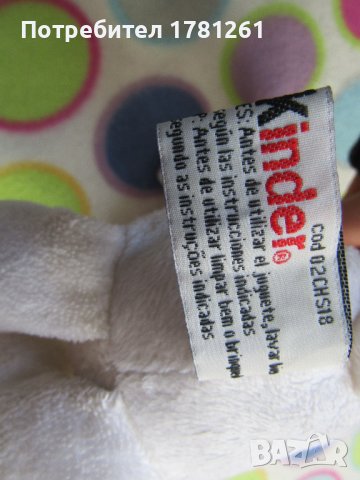 Потребител 1781261
Kinder®
cod 02CHS18
ES: Antes de utilizar el juguete, lavar
según las instrucciones indicadas
Antes de utilizar limpar bem o
segundo as instruções indicadas
BAZAR